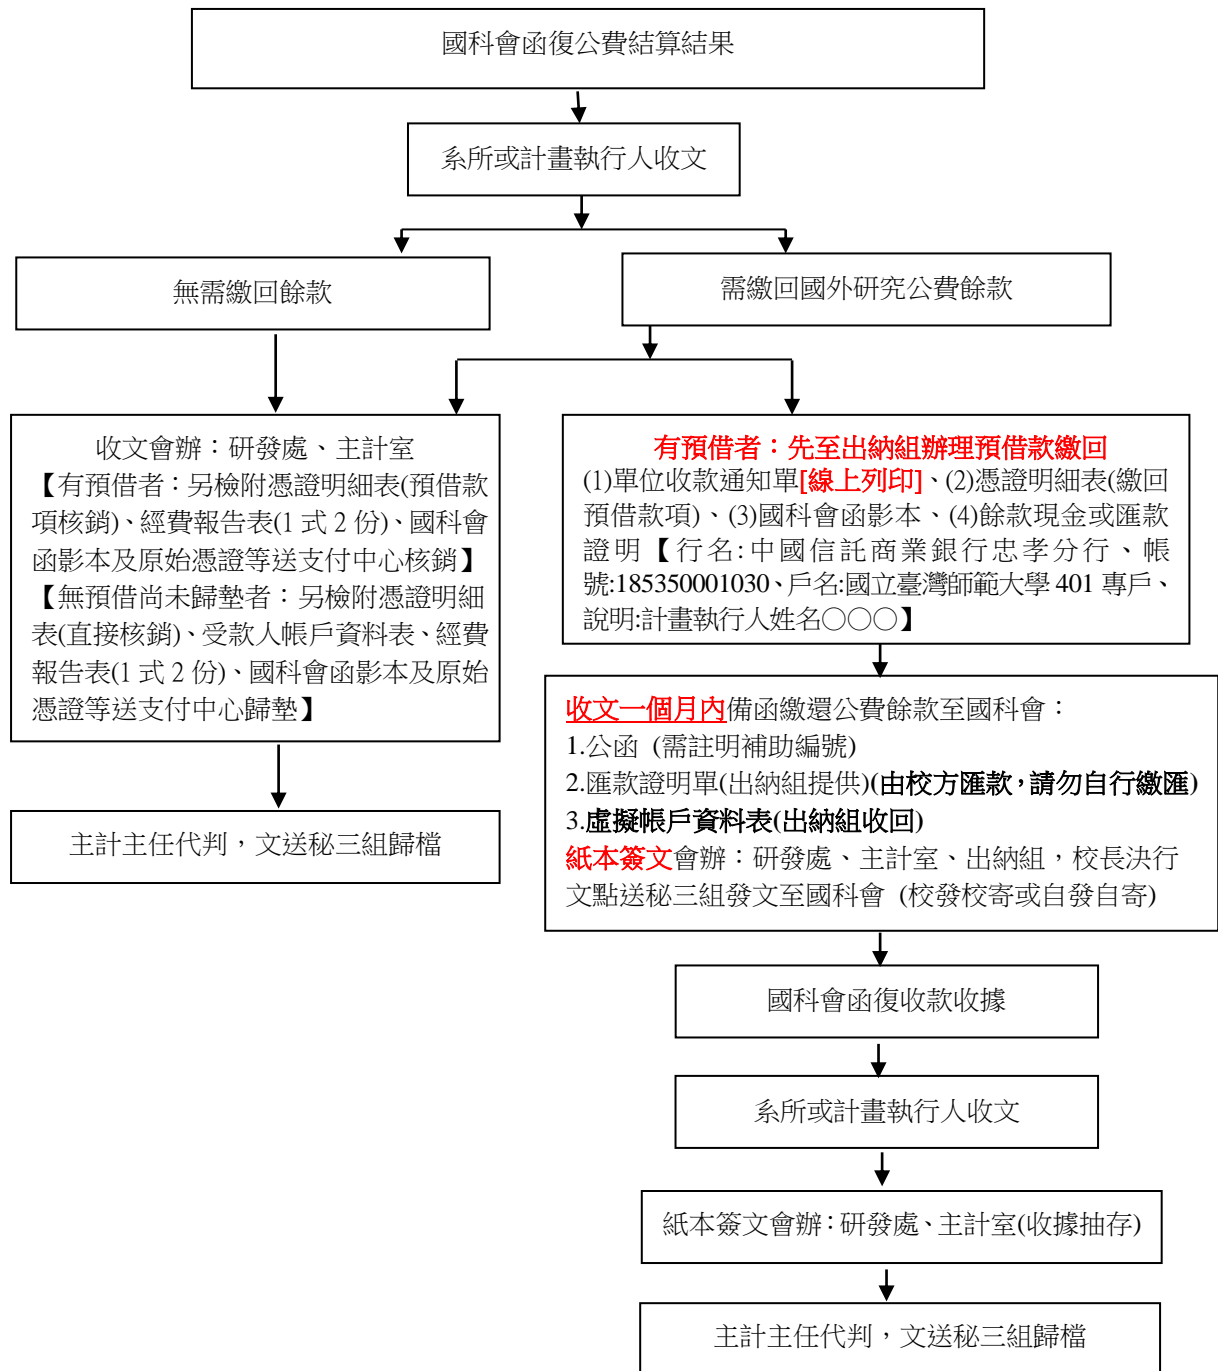 國科會函復公費結算結果
系所或計畫執行人收文
無需繳回餘款
需繳回國外研究公費餘款
收文會辦：研發處、主計室
【有預借者：另檢附憑證明細表(預借款
項核銷)、經費報告表(1 式 2 份)、國科會
函影本及原始憑證等送支付中心核銷】
【無預借尚未歸墊者：另檢附憑證明細
表(直接核銷)、受款人帳戶資料表、經費
報告表(1 式 2 份)、國科會函影本及原始
憑證等送支付中心歸墊】
主計主任代判，文送秘三組歸檔
有預借者：先至出納組辦理預借款繳回
(1)單位收款通知單[線上列印]、(2)憑證明細表(繳回
預借款項)、(3)國科會函影本、(4)餘款現金或匯款
證明【行名:中國信託商業銀行忠孝分行、帳
號:185350001030、戶名:國立臺灣師範大學 401 專戶、
說明:計畫執行人姓名○○○】
收文一個月內備函繳還公費餘款至國科會：
1.公函 (需註明補助編號)
2.匯款證明單(出納組提供)(由校方匯款，請勿自行繳匯)
3.虛擬帳戶資料表(出納組收回)
紙本簽文會辦：研發處、主計室、出納組，校長決行
文點送秘三組發文至國科會 (校發校寄或自發自寄)
國科會函復收款收據
系所或計畫執行人收文
紙本簽文會辦：研發處、主計室(收據抽存)
主計主任代判，文送秘三組歸檔